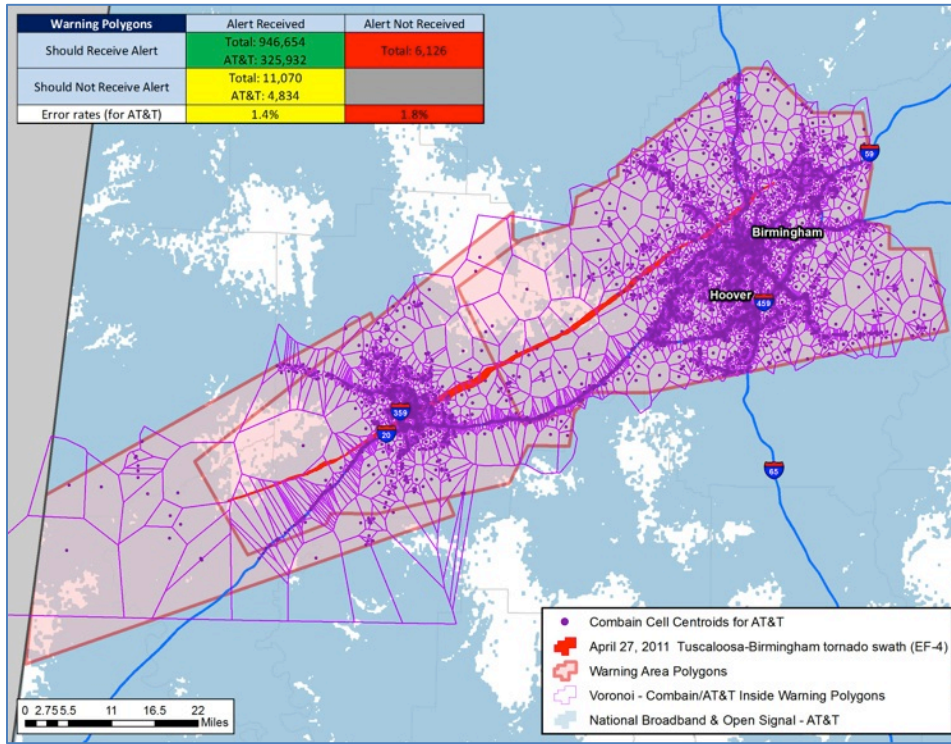 Warning Polygons Alert Received Alert Not Received
Should Receive Alert Total: 946,654 Total: 6,126
AT&T: 325,932
Should Not Receive Alert Total: 11,070
AT&T: 4,834
Error rates (for AT&T) 1.4% 1.8%
59
Birmingham
Hoover
459
359
20
65
Combain Cell Centroids for AT&T
April 27, 2011 Tuscaloosa-Birmingham tornado swath (EF-4)
Warning Area Polygons
Voronoi - Combain/AT&T Inside Warning Polygons
National Broadband & Open Signal - AT&T
0 2.75 5.5 11 16.5 22
Miles